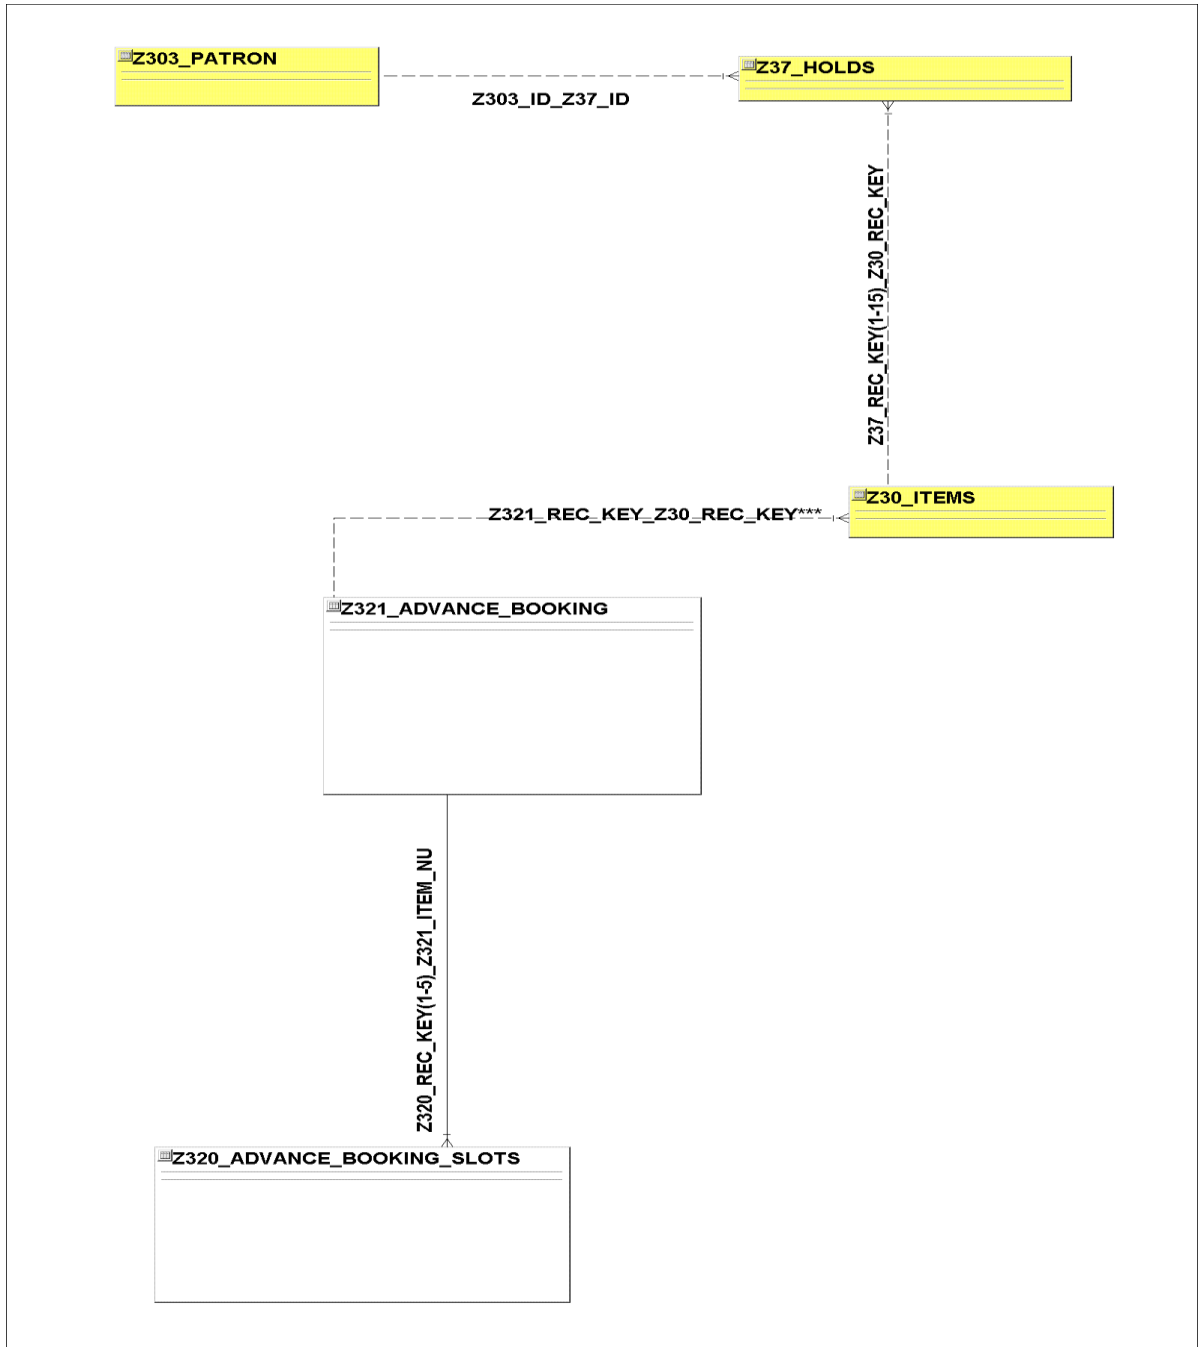 Z303_PATRON
Z37_HOLDS
Z303_ID_Z37_ID
Z37_REC_KEY(1-15)_Z30_REC_KEY
Z30_ITEMS
Z321_REC_KEY_Z30_REC_KEY***
Z321_ADVANCE_BOOKING
Z320_REC_KEY(1-5)_Z321_ITEM_NU
Z320_ADVANCE_BOOKING_SLOTS